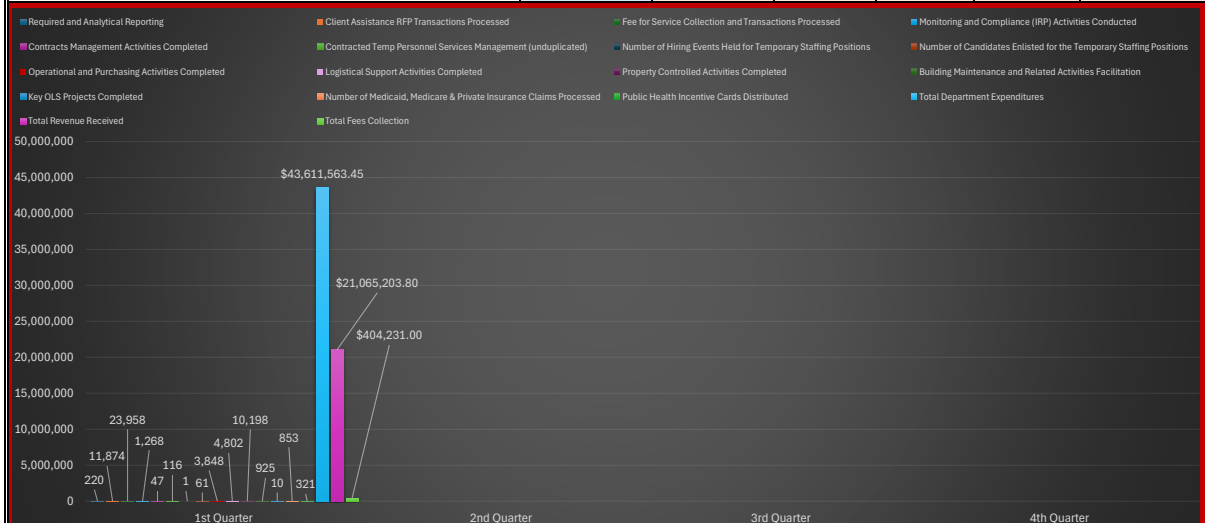 Required and Analytical Reporting
Client Assistance RFP Transactions Processed
Fee for Service Collection and Transactions Processed
Monitoring and Compliance (IRP) Activities Conducted
Contracts Management Activities Completed
Contracted Temp Personnel Services Management (unduplicated)
Number of Hiring Events Held for Temporary Staffing Positions
Number of Candidates Enlisted for the Temporary Staffing Positions
Operational and Purchasing Activities Completed
Logistical Support Activities Completed
Property Controlled Activities Completed
Building Maintenance and Related Activities Facilitation
Key OLS Projects Completed
Number of Medicaid, Medicare & Private Insurance Claims Processed
Public Health Incentive Cards Distributed
Total Department Expenditures
Total Revenue Received
Total Fees Collection
50,000,000
45,000,000
40,000,000
35,000,000
30,000,000
25,000,000
20,000,000
15,000,000
10,000,000
5,000,000
0
220
11,874
23,958
1,268
47
116
1
61
3,848
4,802
10,198
925
10
853
321
$43,611,563.45
$21,065,203.80
$404,231.00
1st Quarter
2nd Quarter
3rd Quarter
4th Quarter